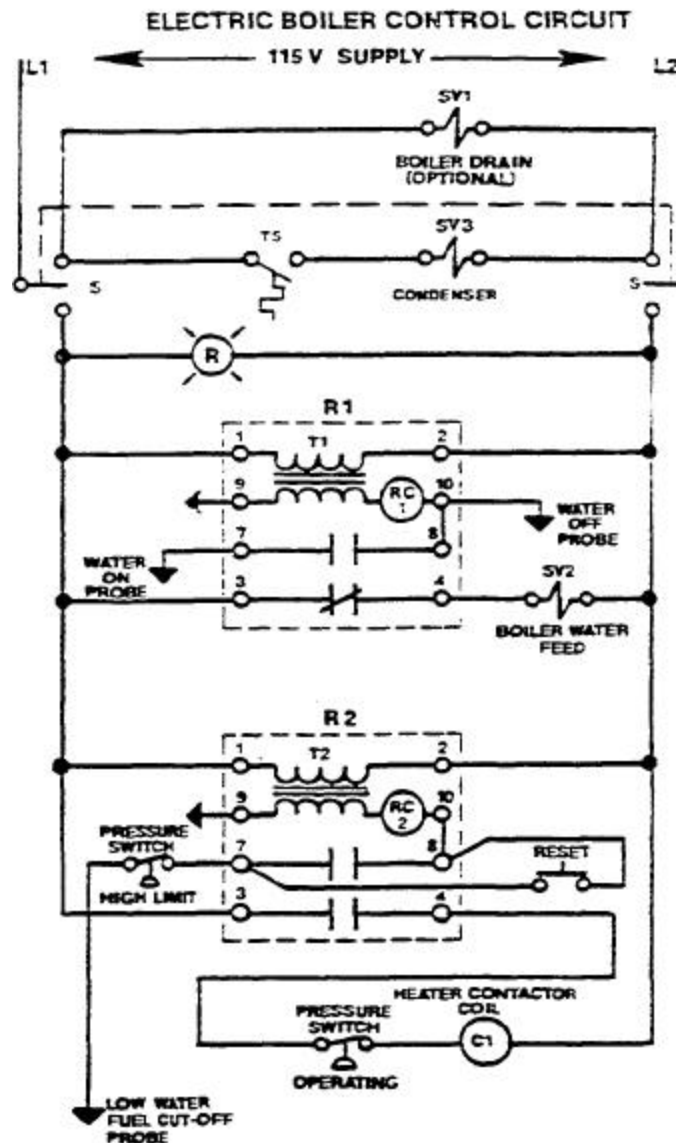 ELECTRIC BOILER CONTROL CIRCUIT
L1
115 V SUPPLY
L2
SV1
BOILER DRAIN
(OPTIONAL)
TS
SV3
S
CONDENSER
S
R
R1
1
T1
2
9
RC
1
10
WATER
OFF
PROBE
7
8
WATER
ON
PROBE
3
4
SV2
BOILER WATER
FEED
R2
1
T2
2
9
RC
2
10
PRESSURE
SWITCH
7
8
RESET
HIGH LIMIT
3
4
HEATER CONTACTOR
COIL
PRESSURE
SWITCH
C1
OPERATING
LOW WATER
FUEL CUT-OFF
PROBE